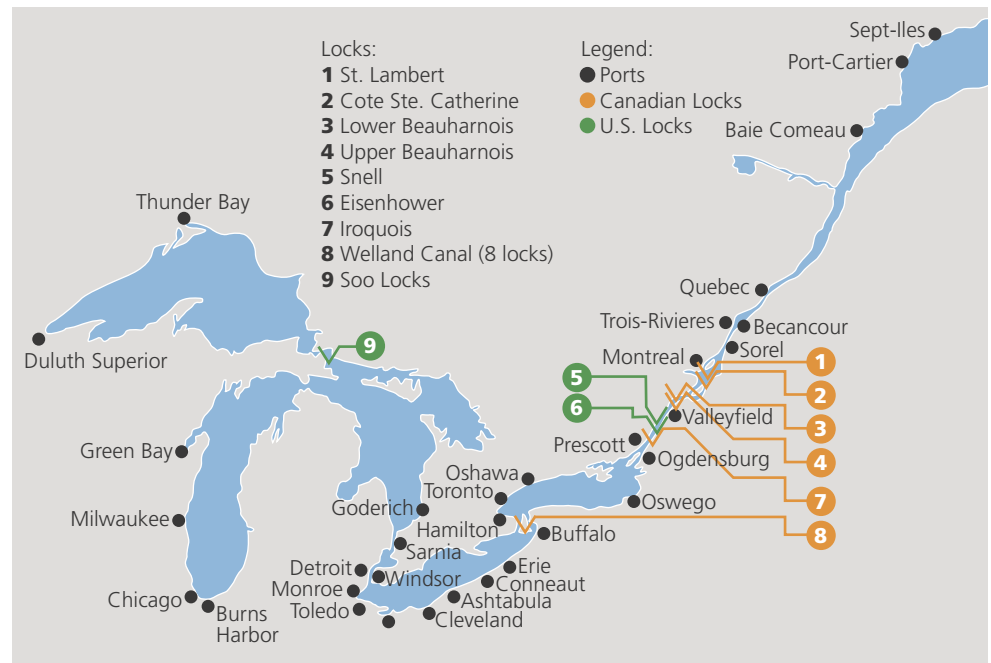 Locks:
1 St. Lambert
2 Cote Ste. Catherine
3 Lower Beauharnois
4 Upper Beauharnois
5 Snell
6 Eisenhower
7 Iroquois
8 Welland Canal (8 locks)
9 Soo Locks
Legend:
Ports
Canadian Locks
U.S. Locks
Sept-Iles
Port-Cartier
Baie Comeau
Thunder Bay
Duluth Superior
9
Quebec
Trois-Rivieres
Becancour
Sorel
Montreal
1
2
5
6
Valleyfield
3
4
Prescott
Ogdensburg
7
Green Bay
Milwaukee
Chicago
Burns
Harbor
Oshawa
Toronto
Goderich
Hamilton
Oswego
8
Buffalo
Sarnia
Detroit
Windsor
Monroe
Toledo
Erie
Conneaut
Ashtabula
Cleveland